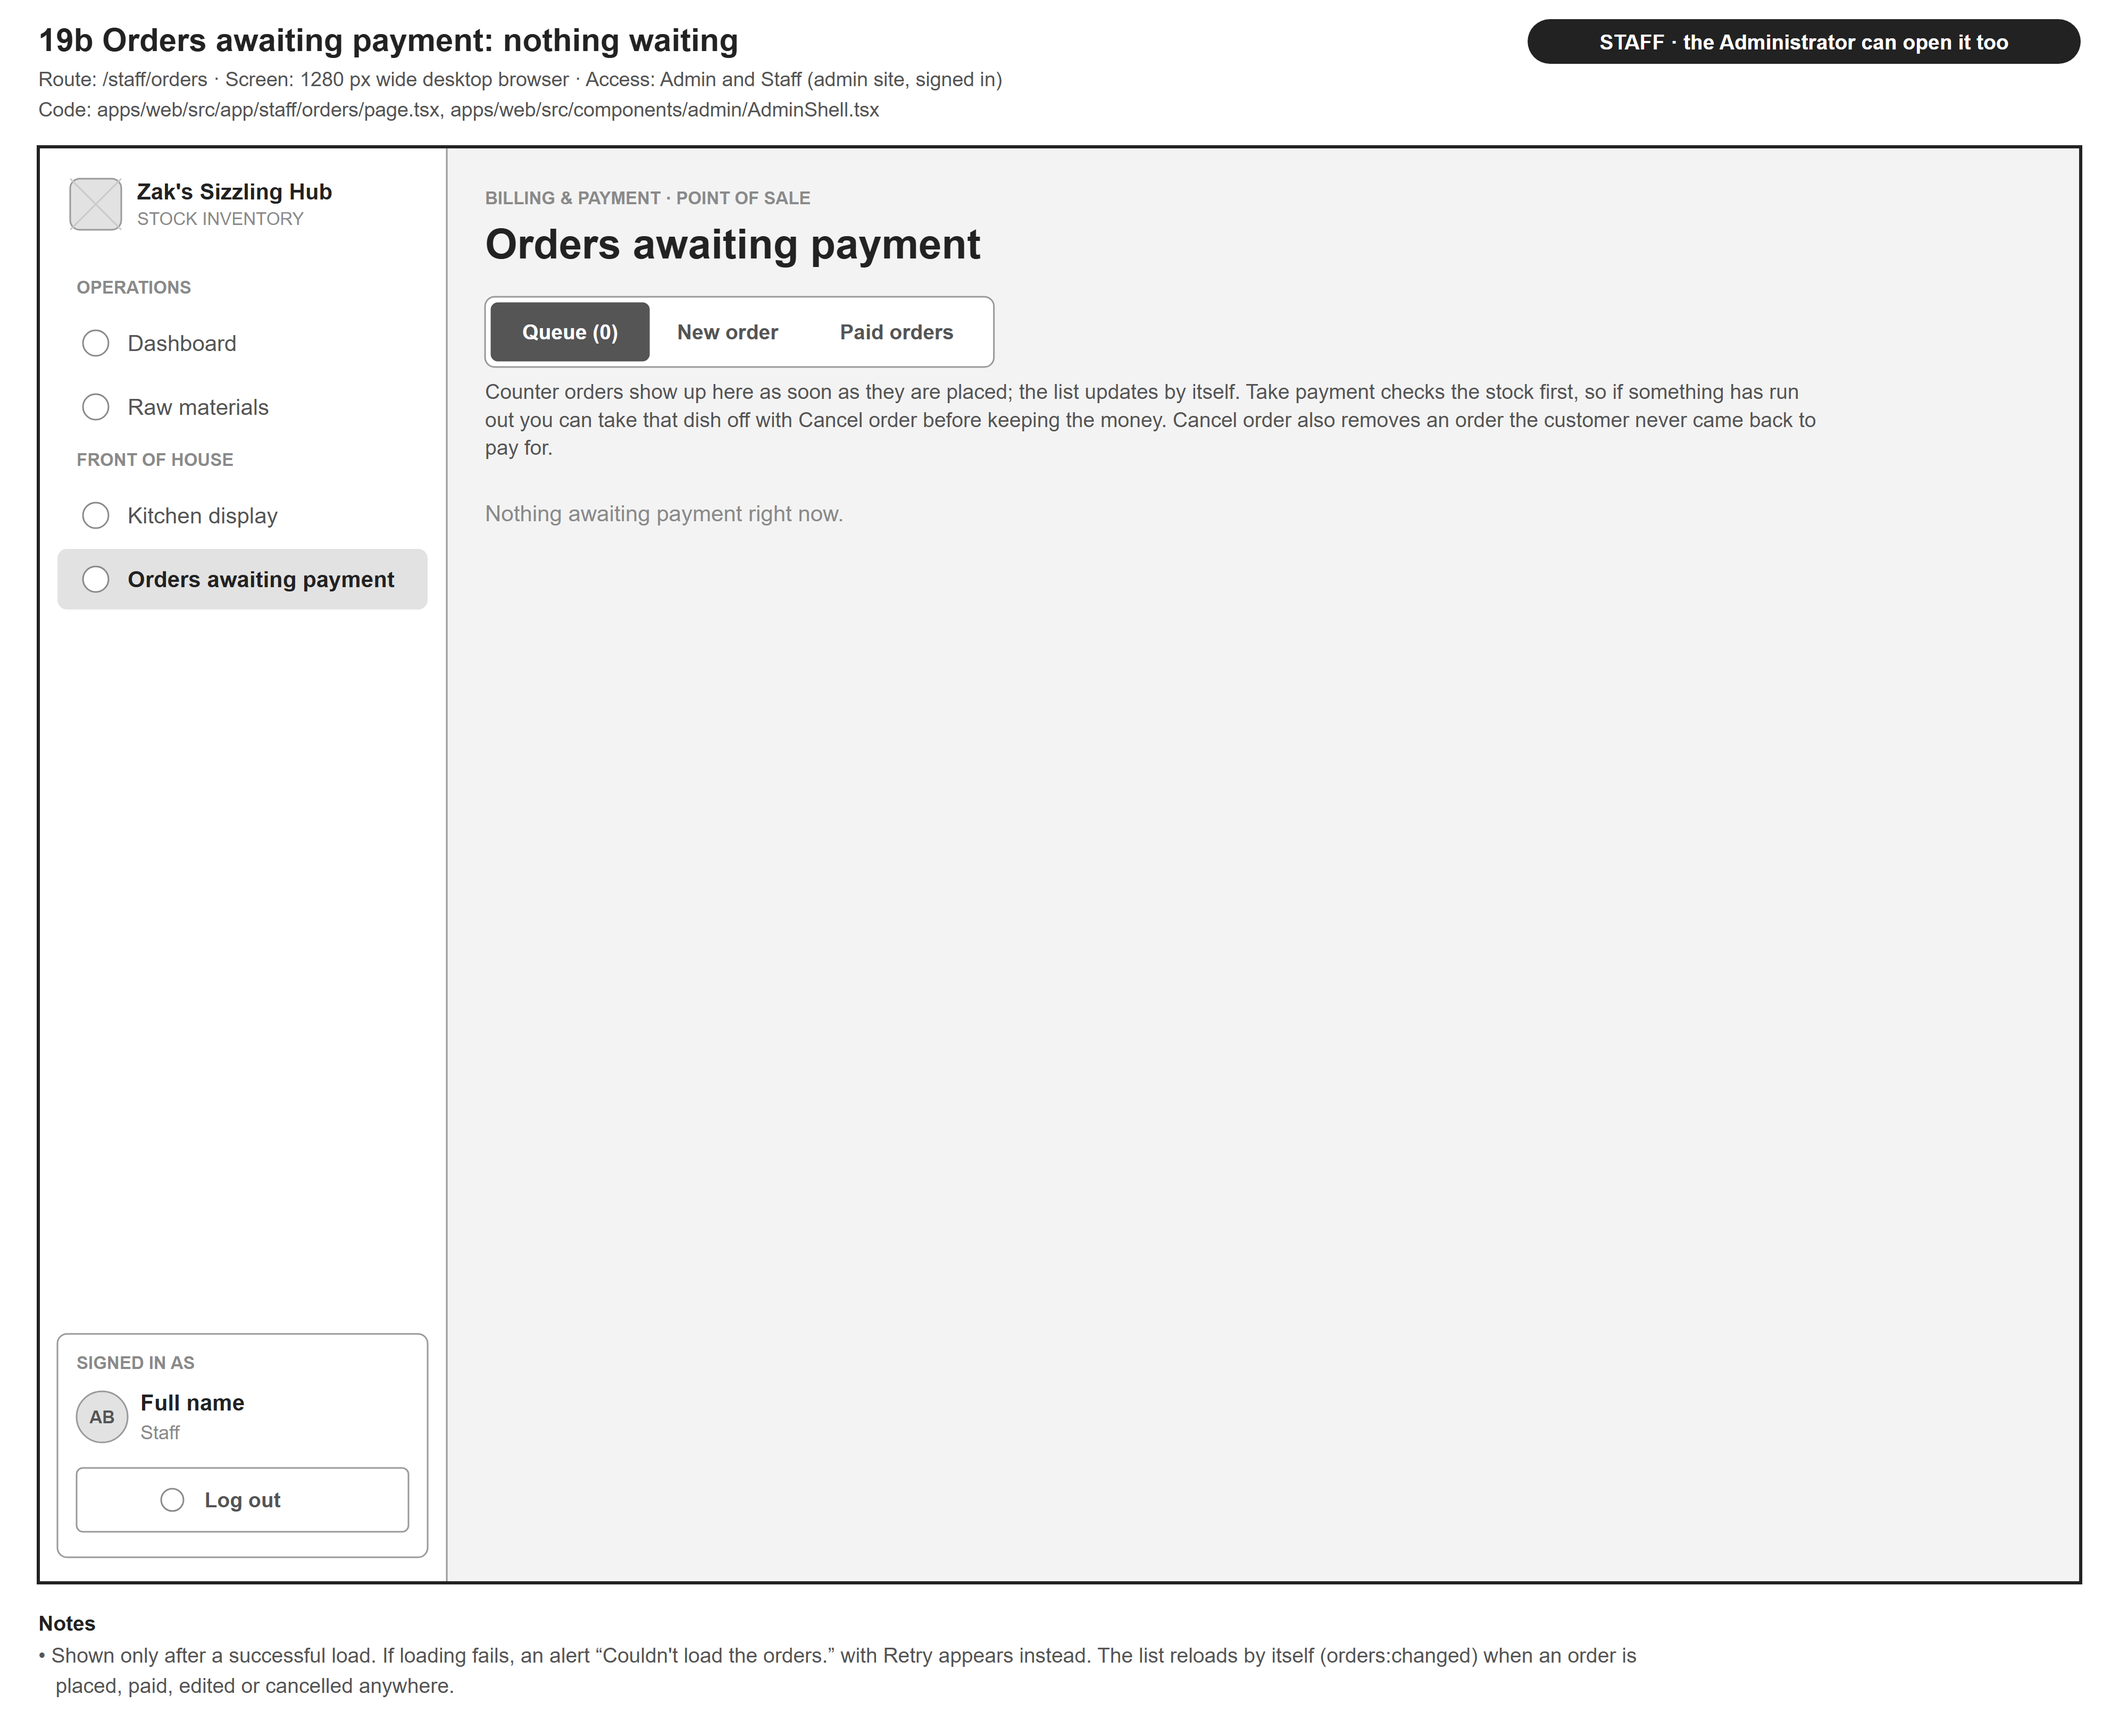 19b Orders awaiting payment: nothing waiting
STAFF · the Administrator can open it too
Route: /staff/orders · Screen: 1280 px wide desktop browser · Access: Admin and Staff (admin site, signed in)
Code: apps/web/src/app/staff/orders/page.tsx, apps/web/src/components/admin/AdminShell.tsx
Zak's Sizzling Hub
STOCK INVENTORY
OPERATIONS
Dashboard
Raw materials
FRONT OF HOUSE
Kitchen display
Orders awaiting payment
SIGNED IN AS
AB
Full name
Staff
Log out
BILLING & PAYMENT · POINT OF SALE
Orders awaiting payment
Queue (0)
New order
Paid orders
Counter orders show up here as soon as they are placed; the list updates by itself. Take payment checks the stock first, so if something has run
out you can take that dish off with Cancel order before keeping the money. Cancel order also removes an order the customer never came back to
pay for.
Nothing awaiting payment right now.
Notes
• Shown only after a successful load. If loading fails, an alert “Couldn't load the orders.” with Retry appears instead. The list reloads by itself (orders:changed) when an order is
placed, paid, edited or cancelled anywhere.